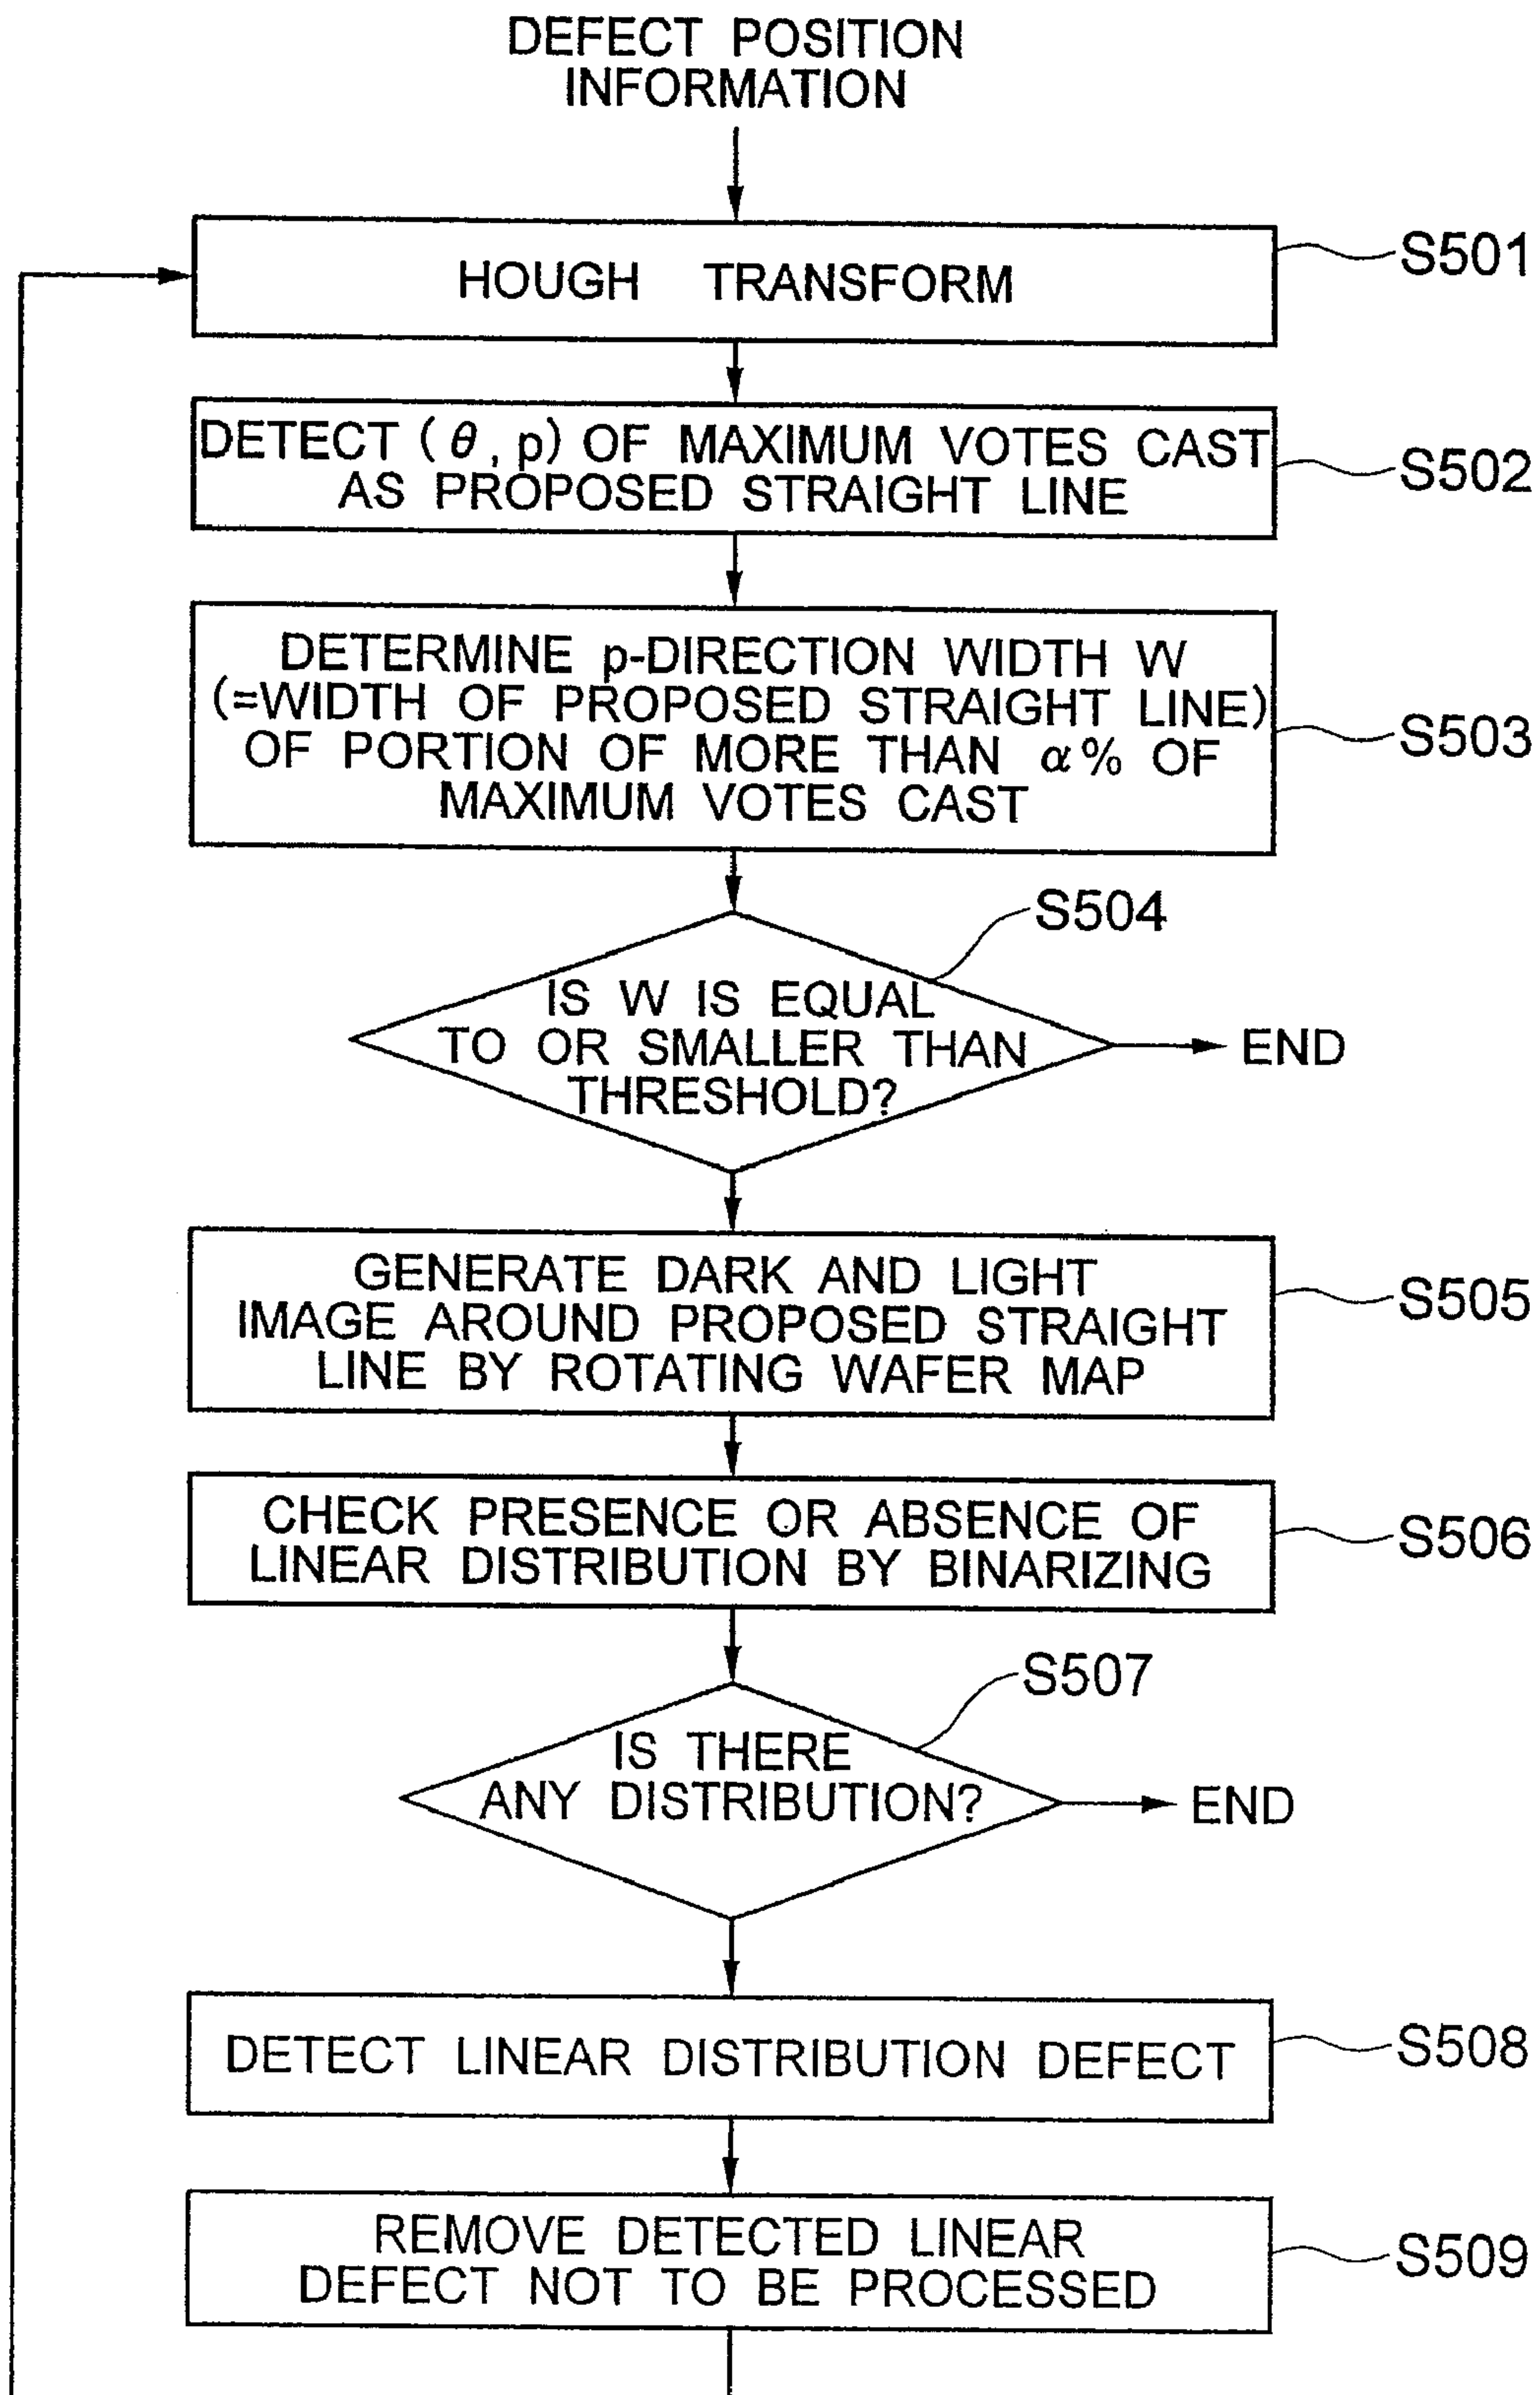 DEFECT POSITION
INFORMATION
HOUGH TRANSFORM
S501
DETECT (θ, p) OF MAXIMUM VOTES CAST
AS PROPOSED STRAIGHT LINE
S502
DETERMINE p-DIRECTION WIDTH W
(=WIDTH OF PROPOSED STRAIGHT LINE)
OF PORTION OF MORE THAN α% OF
MAXIMUM VOTES CAST
S503
S504
IS W IS EQUAL
TO OR SMALLER THAN
THRESHOLD?
END
GENERATE DARK AND LIGHT
IMAGE AROUND PROPOSED STRAIGHT
LINE BY ROTATING WAFER MAP
S505
CHECK PRESENCE OR ABSENCE OF
LINEAR DISTRIBUTION BY BINARIZING
S506
S507
IS THERE
ANY DISTRIBUTION?
END
DETECT LINEAR DISTRIBUTION DEFECT
S508
REMOVE DETECTED LINEAR
DEFECT NOT TO BE PROCESSED
S509